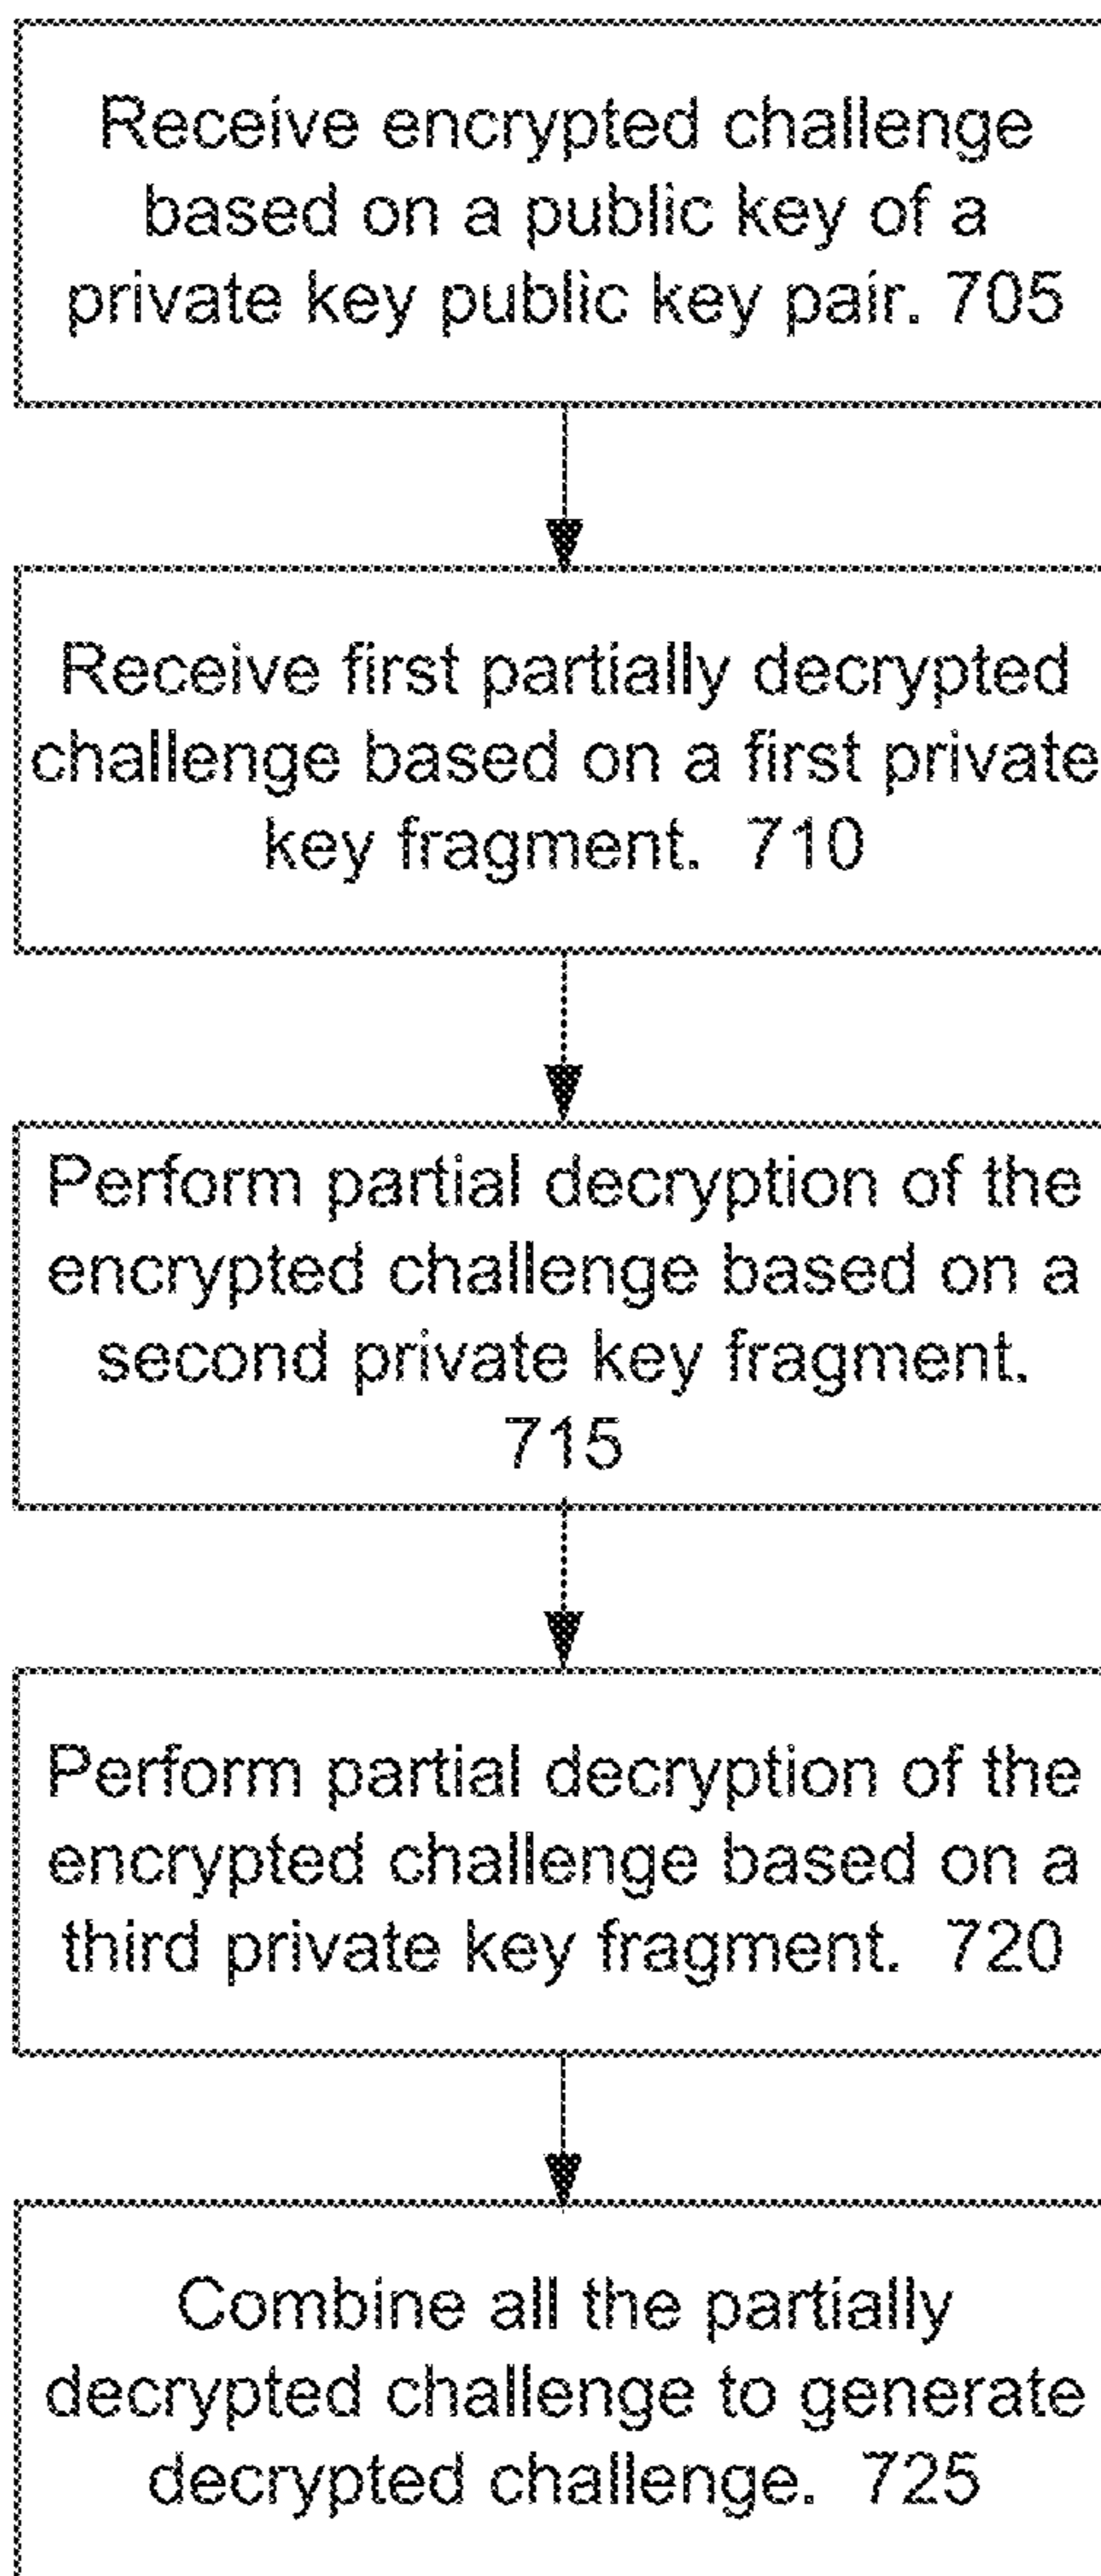 Receive encrypted challenge
based on a public key of a
private key public key pair. 705
Receive first partially decrypted
challenge based on a first private
key fragment. 710
Perform partial decryption of the
encrypted challenge based on a
second private key fragment.
715
Perform partial decryption of the
encrypted challenge based on a
third private key fragment. 720
Combine all the partially
decrypted challenge to generate
decrypted challenge. 725